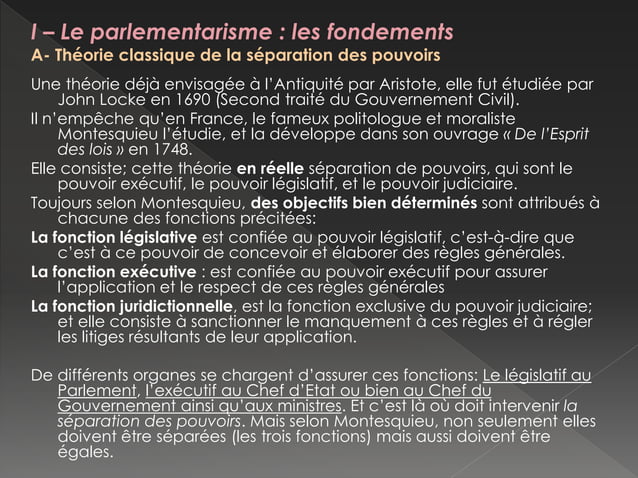 I – Le parlementarisme : les fondements
A- Théorie classique de la séparation des pouvoirs
Une théorie déjà envisagée à l'Antiquité par Aristote, elle fut étudiée par
John Locke en 1690 (Second traité du Gouvernement Civil).
Il n'empêche qu'en France, le fameux politologue et moraliste
Montesquieu l'étudie, et la développe dans son ouvrage « De l'Esprit
des lois » en 1748.
Elle consiste; cette théorie en réelle séparation de pouvoirs, qui sont le
pouvoir exécutif, le pouvoir législatif, et le pouvoir judiciaire.
Toujours selon Montesquieu, des objectifs bien déterminés sont attribués à
chacune des fonctions précitées:
La fonction législative est confiée au pouvoir législatif, c'est-à-dire que
c'est à ce pouvoir de concevoir et élaborer des règles générales.
La fonction exécutive : est confiée au pouvoir exécutif pour assurer
l'application et le respect de ces règles générales
La fonction juridictionnelle, est la fonction exclusive du pouvoir judiciaire;
et elle consiste à sanctionner le manquement à ces règles et à régler
les litiges résultants de leur application.
De différents organes se chargent d'assurer ces fonctions: Le législatif au
Parlement, l'exécutif au Chef d'Etat ou bien au Chef du
Gouvernement ainsi qu'aux ministres. Et c'est là où doit intervenir la
séparation des pouvoirs. Mais selon Montesquieu, non seulement elles
doivent être séparées (les trois fonctions) mais aussi doivent être
égales.